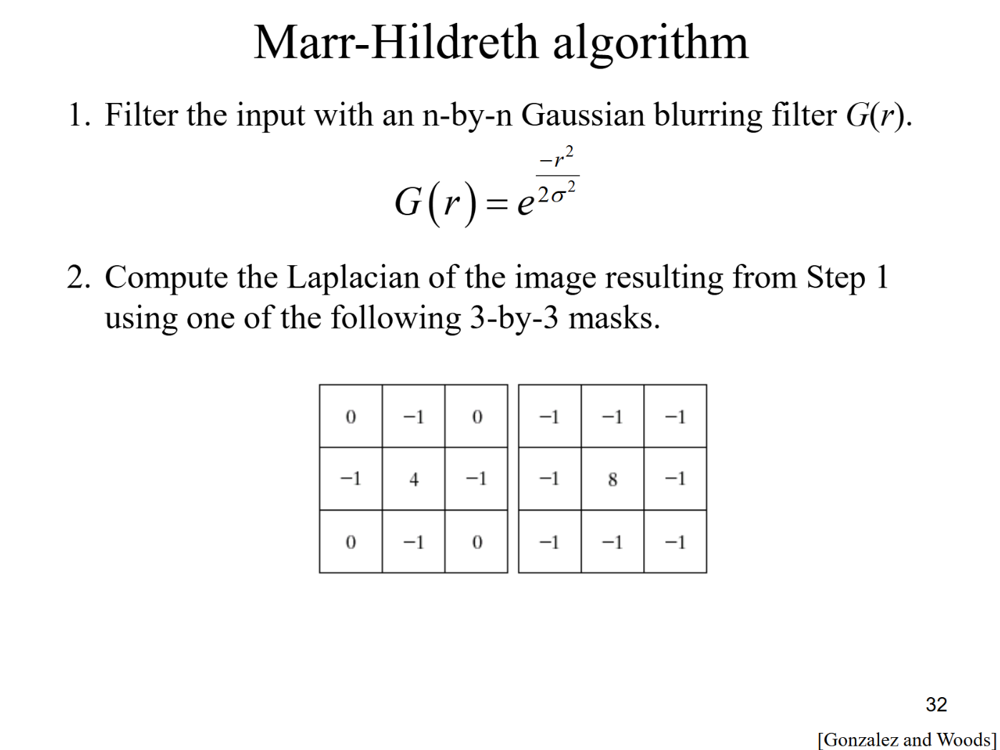 Marr-Hildreth algorithm
1. Filter the input with an n-by-n Gaussian blurring filter G(r).
G(r) = e^{\frac{-r^2}{2σ^2}}
2. Compute the Laplacian of the image resulting from Step 1
using one of the following 3-by-3 masks.
0 −1 0 −1 −1 −1
−1 4 −1 −1 8 −1
0 −1 0 −1 −1 −1
32
[Gonzalez and Woods]